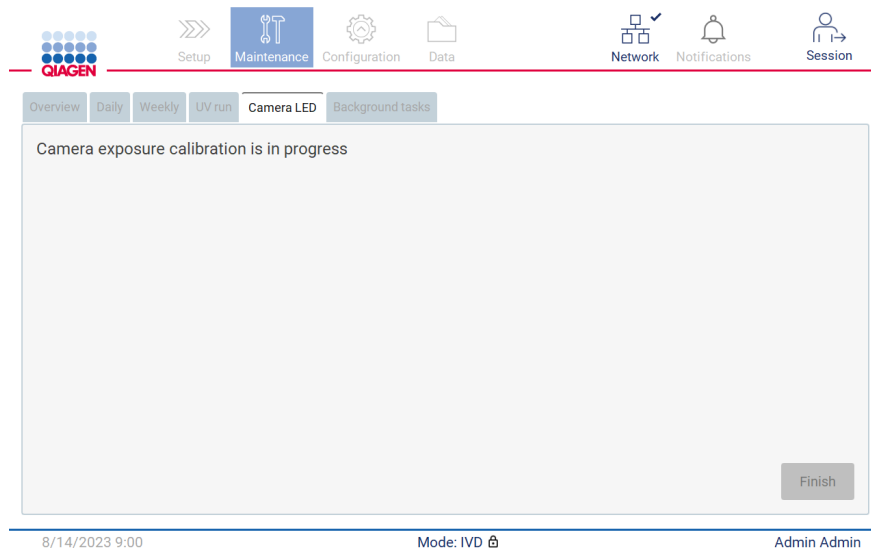 QIAGEN
Setup
Maintenance
Configuration
Data
Network
Notifications
Session
Overview
Daily
Weekly
UV run
Camera LED
Background tasks
Camera exposure calibration is in progress
Finish
8/14/2023 9:00
Mode: IVD
Admin Admin